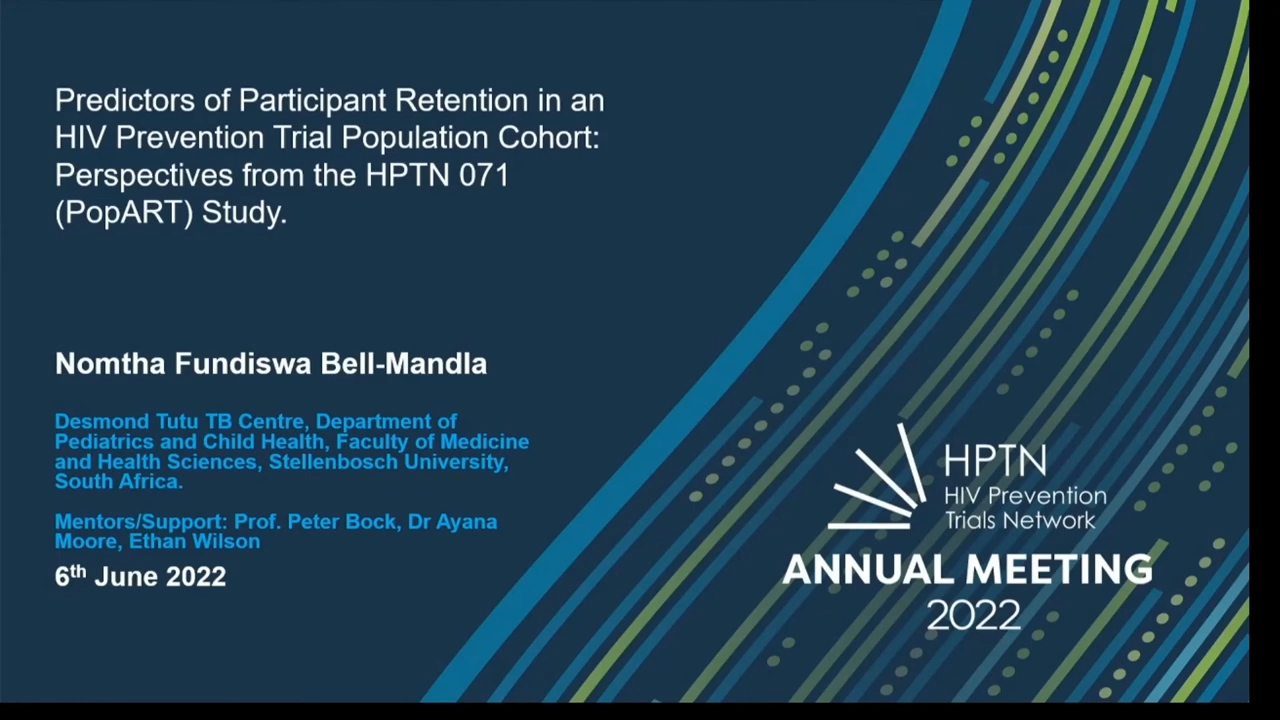 Predictors of Participant Retention in an
HIV Prevention Trial Population Cohort:
Perspectives from the HPTN 071
(PopART) Study.
Nomtha Fundiswa Bell-Mandla
Desmond Tutu TB Centre, Department of
Pediatrics and Child Health, Faculty of Medicine
and Health Sciences, Stellenbosch University,
South Africa.
Mentors/Support: Prof. Peter Bock, Dr Ayana
Moore, Ethan Wilson
6th June 2022
HPTN
HIV Prevention
Trials Network
ANNUAL MEETING
2022